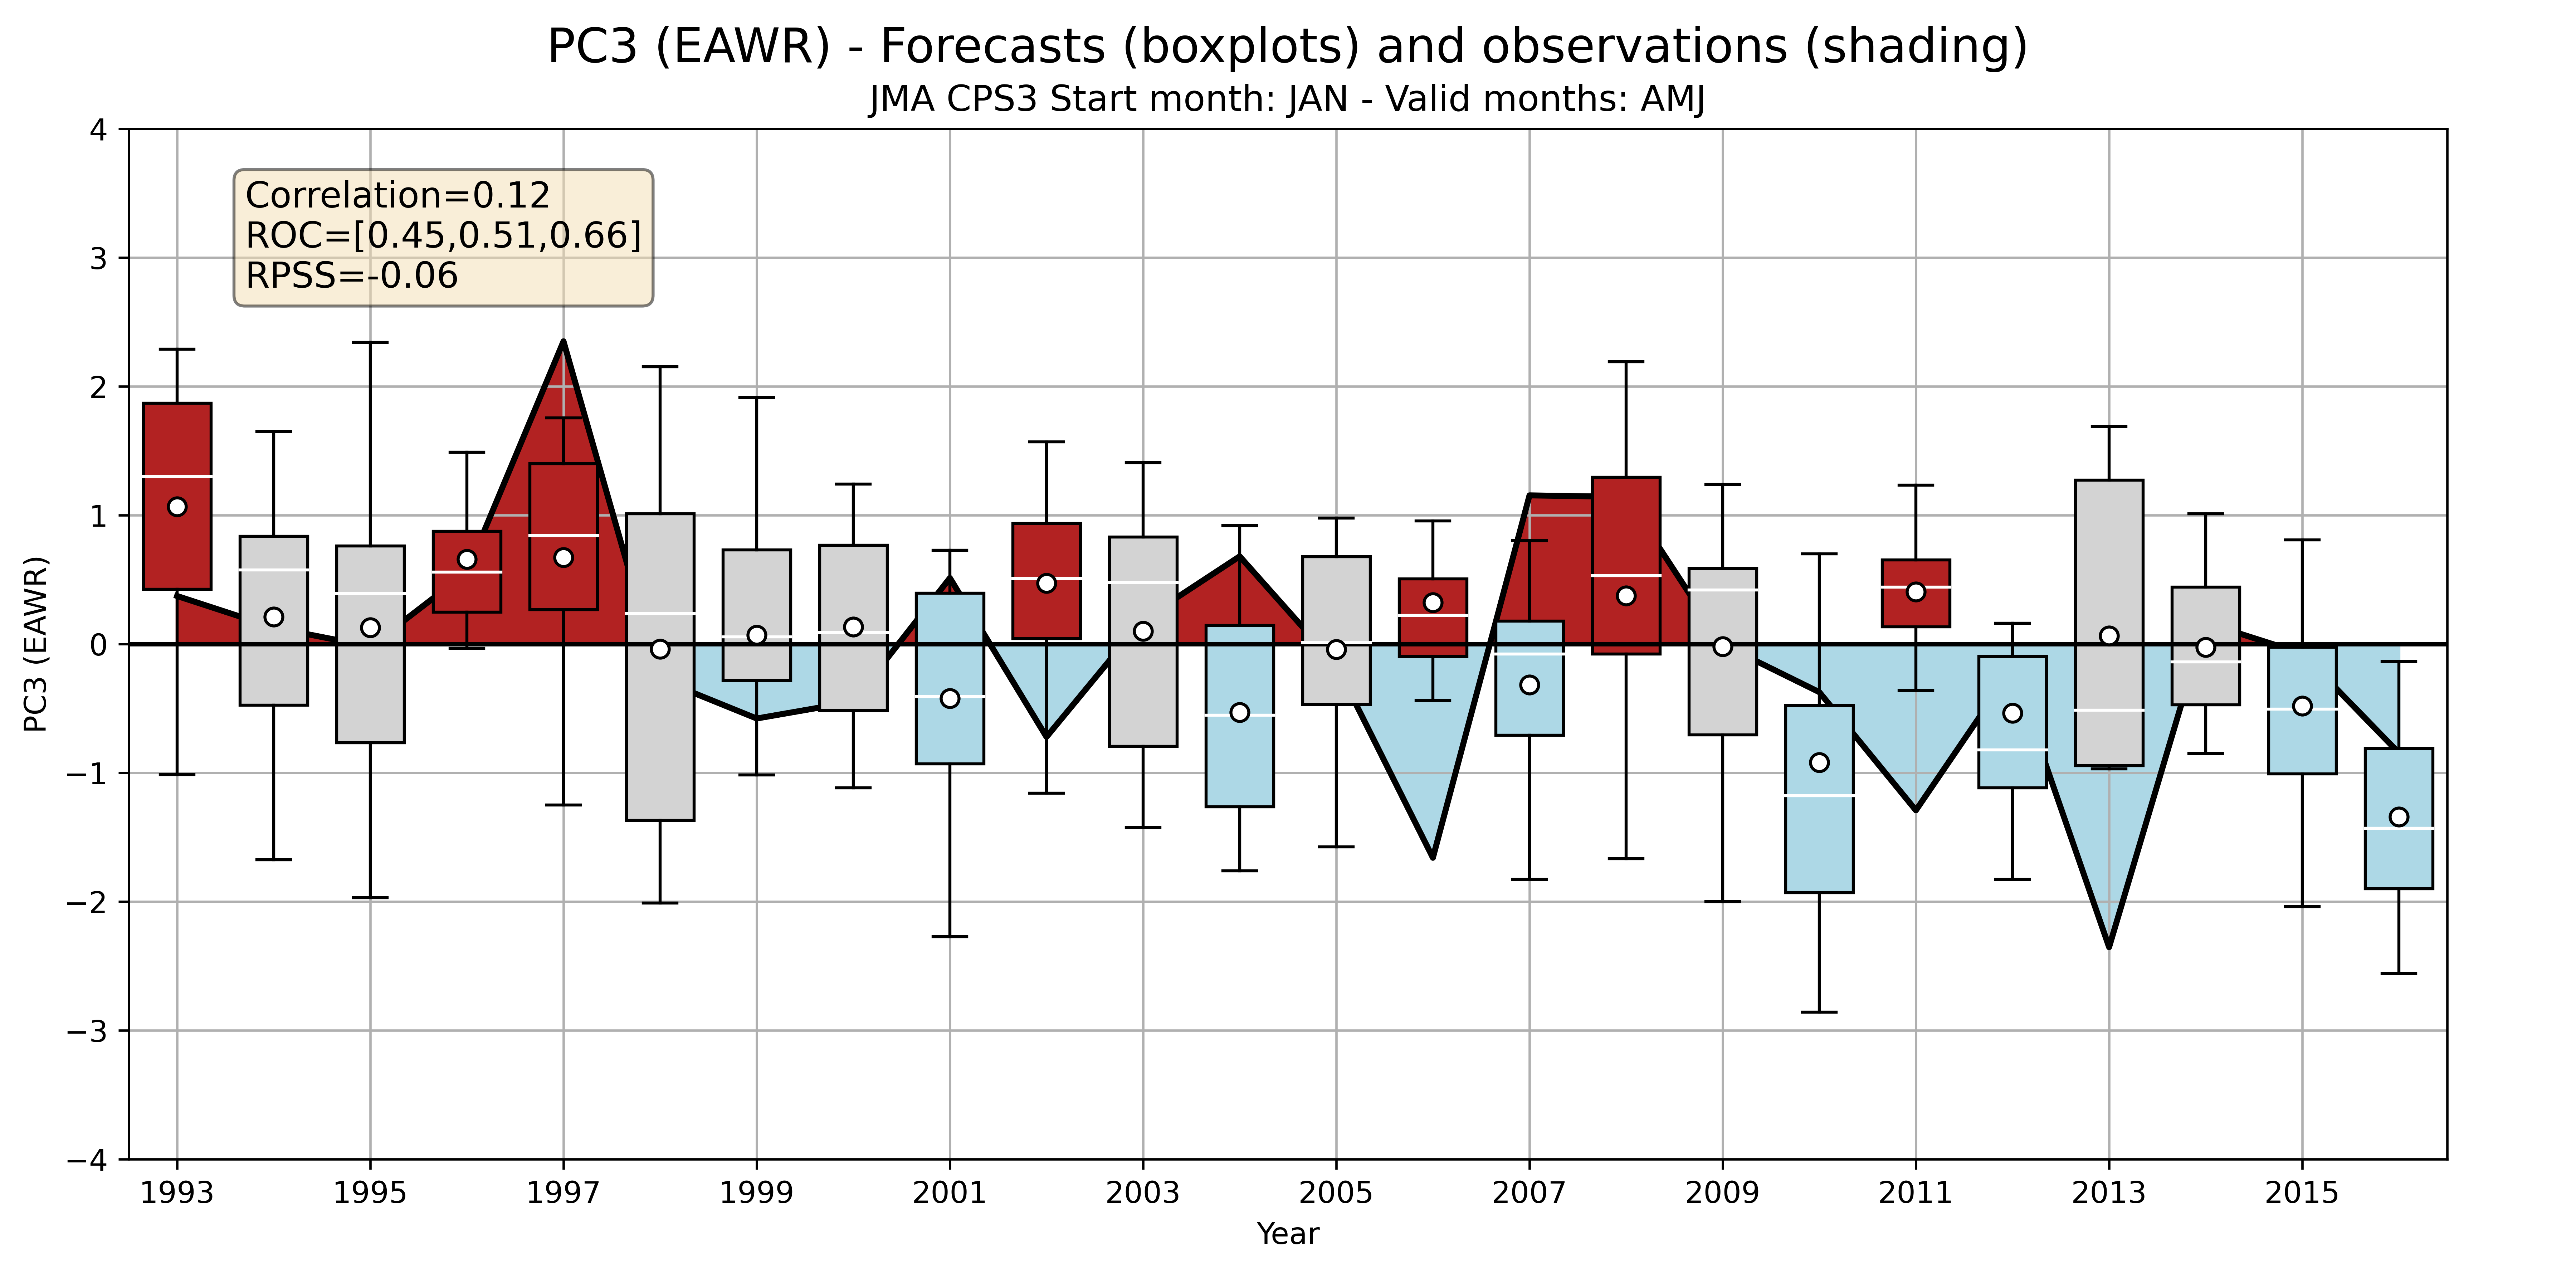 PC3 (EAWR) - Forecasts (boxplots) and observations (shading)
JMA CPS3 Start month: JAN - Valid months: AMJ
Correlation=0.12
ROC=[0.45,0.51,0.66]
RPSS=-0.06
PC3 (EAWR)
4
3
2
1
0
−1
−2
−3
−4
1993 1995 1997 1999 2001 2003 2005 2007 2009 2011 2013 2015
Year